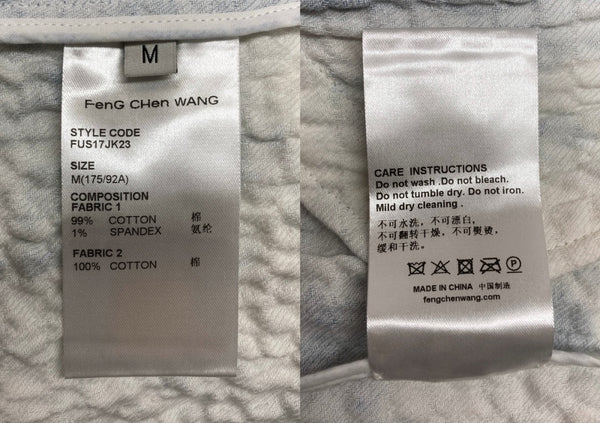 M
FenG CHen WANG
STYLE CODE
FUS17JK23
SIZE
M(175/92A)
COMPOSITION
FABRIC 1
99% COTTON 棉
1% SPANDEX 氨纶
FABRIC 2
100% COTTON 棉
CARE INSTRUCTIONS
Do not wash .Do not bleach.
Do not tumble dry. Do not iron.
Mild dry cleaning .
不可水洗，不可漂白，
不可翻转干燥，不可熨烫，
缓和干洗。
P
MADE IN CHINA 中国制造
fengchenwang.com